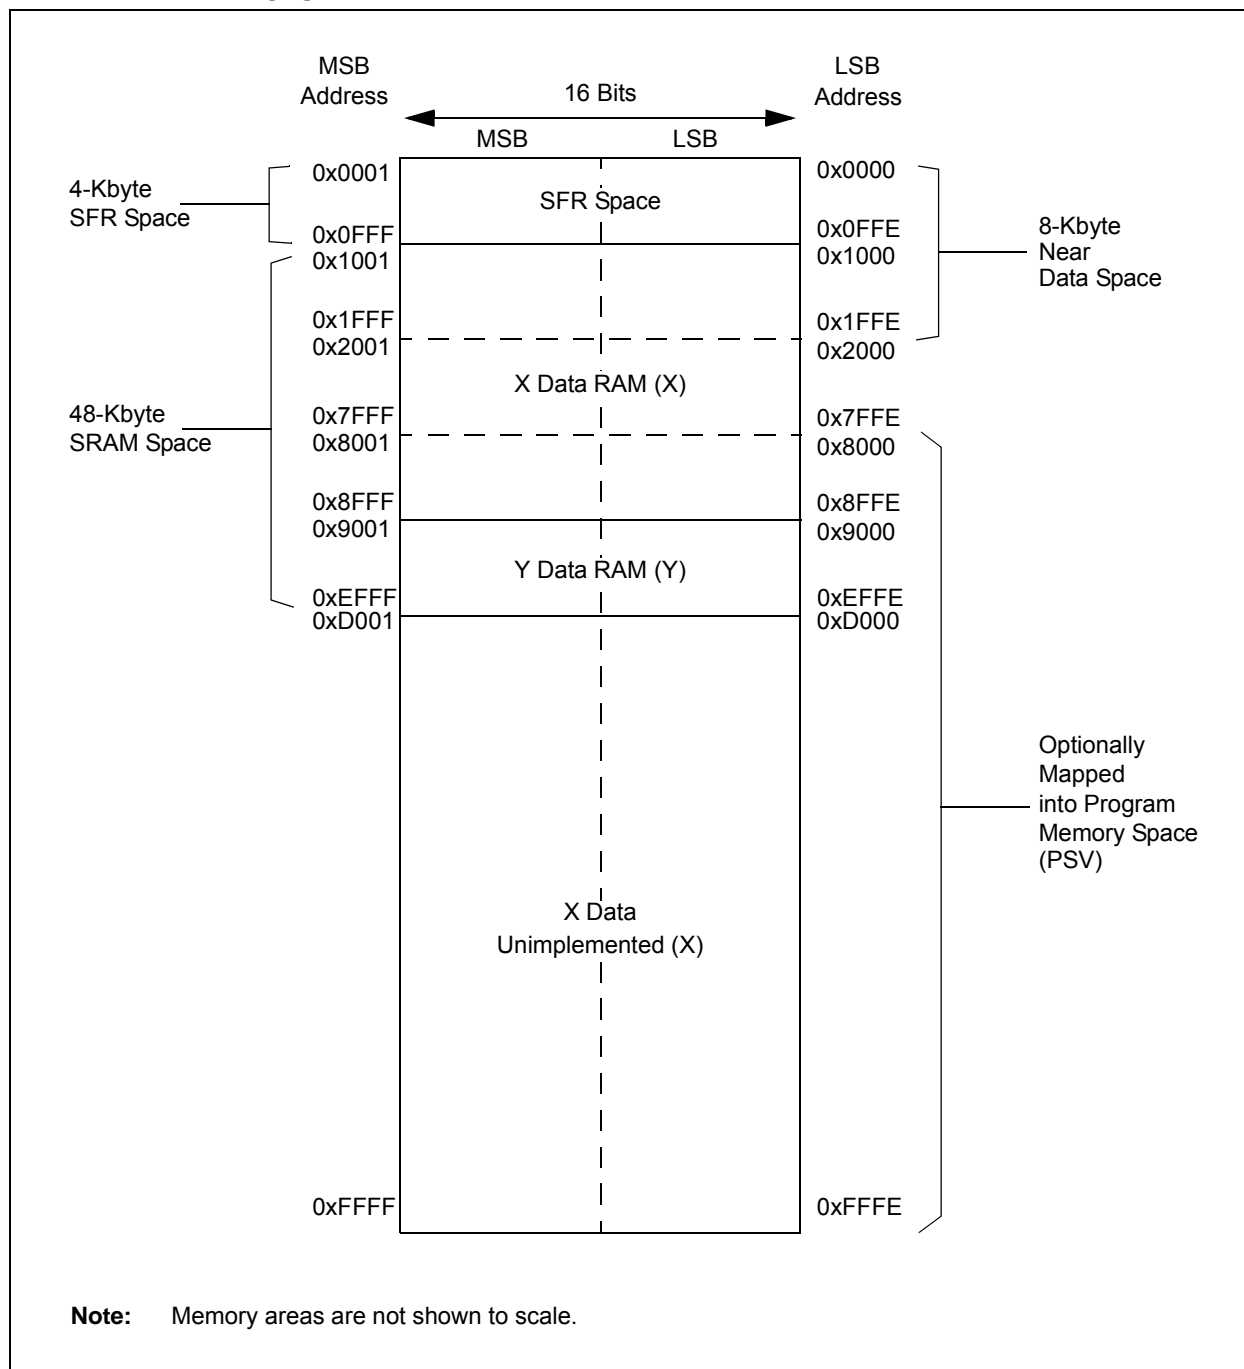 MSB
Address
16 Bits
LSB
Address
MSB
LSB
4-Kbyte
SFR Space
0x0001
0x0FFF
SFR Space
0x0000
0x0FFE
8-Kbyte
Near
Data Space
0x1001
0x1FFF
0x2001
0x1000
0x1FFE
0x2000
48-Kbyte
SRAM Space
0x7FFF
0x8001
X Data RAM (X)
0x7FFE
0x8000
0x8FFF
0x9001
0x8FFE
0x9000
Y Data RAM (Y)
0xEFFF
0xD001
0xEFFE
0xD000
Optionally
Mapped
into Program
Memory Space
(PSV)
X Data
Unimplemented (X)
0xFFFF
0xFFFE
Note: Memory areas are not shown to scale.